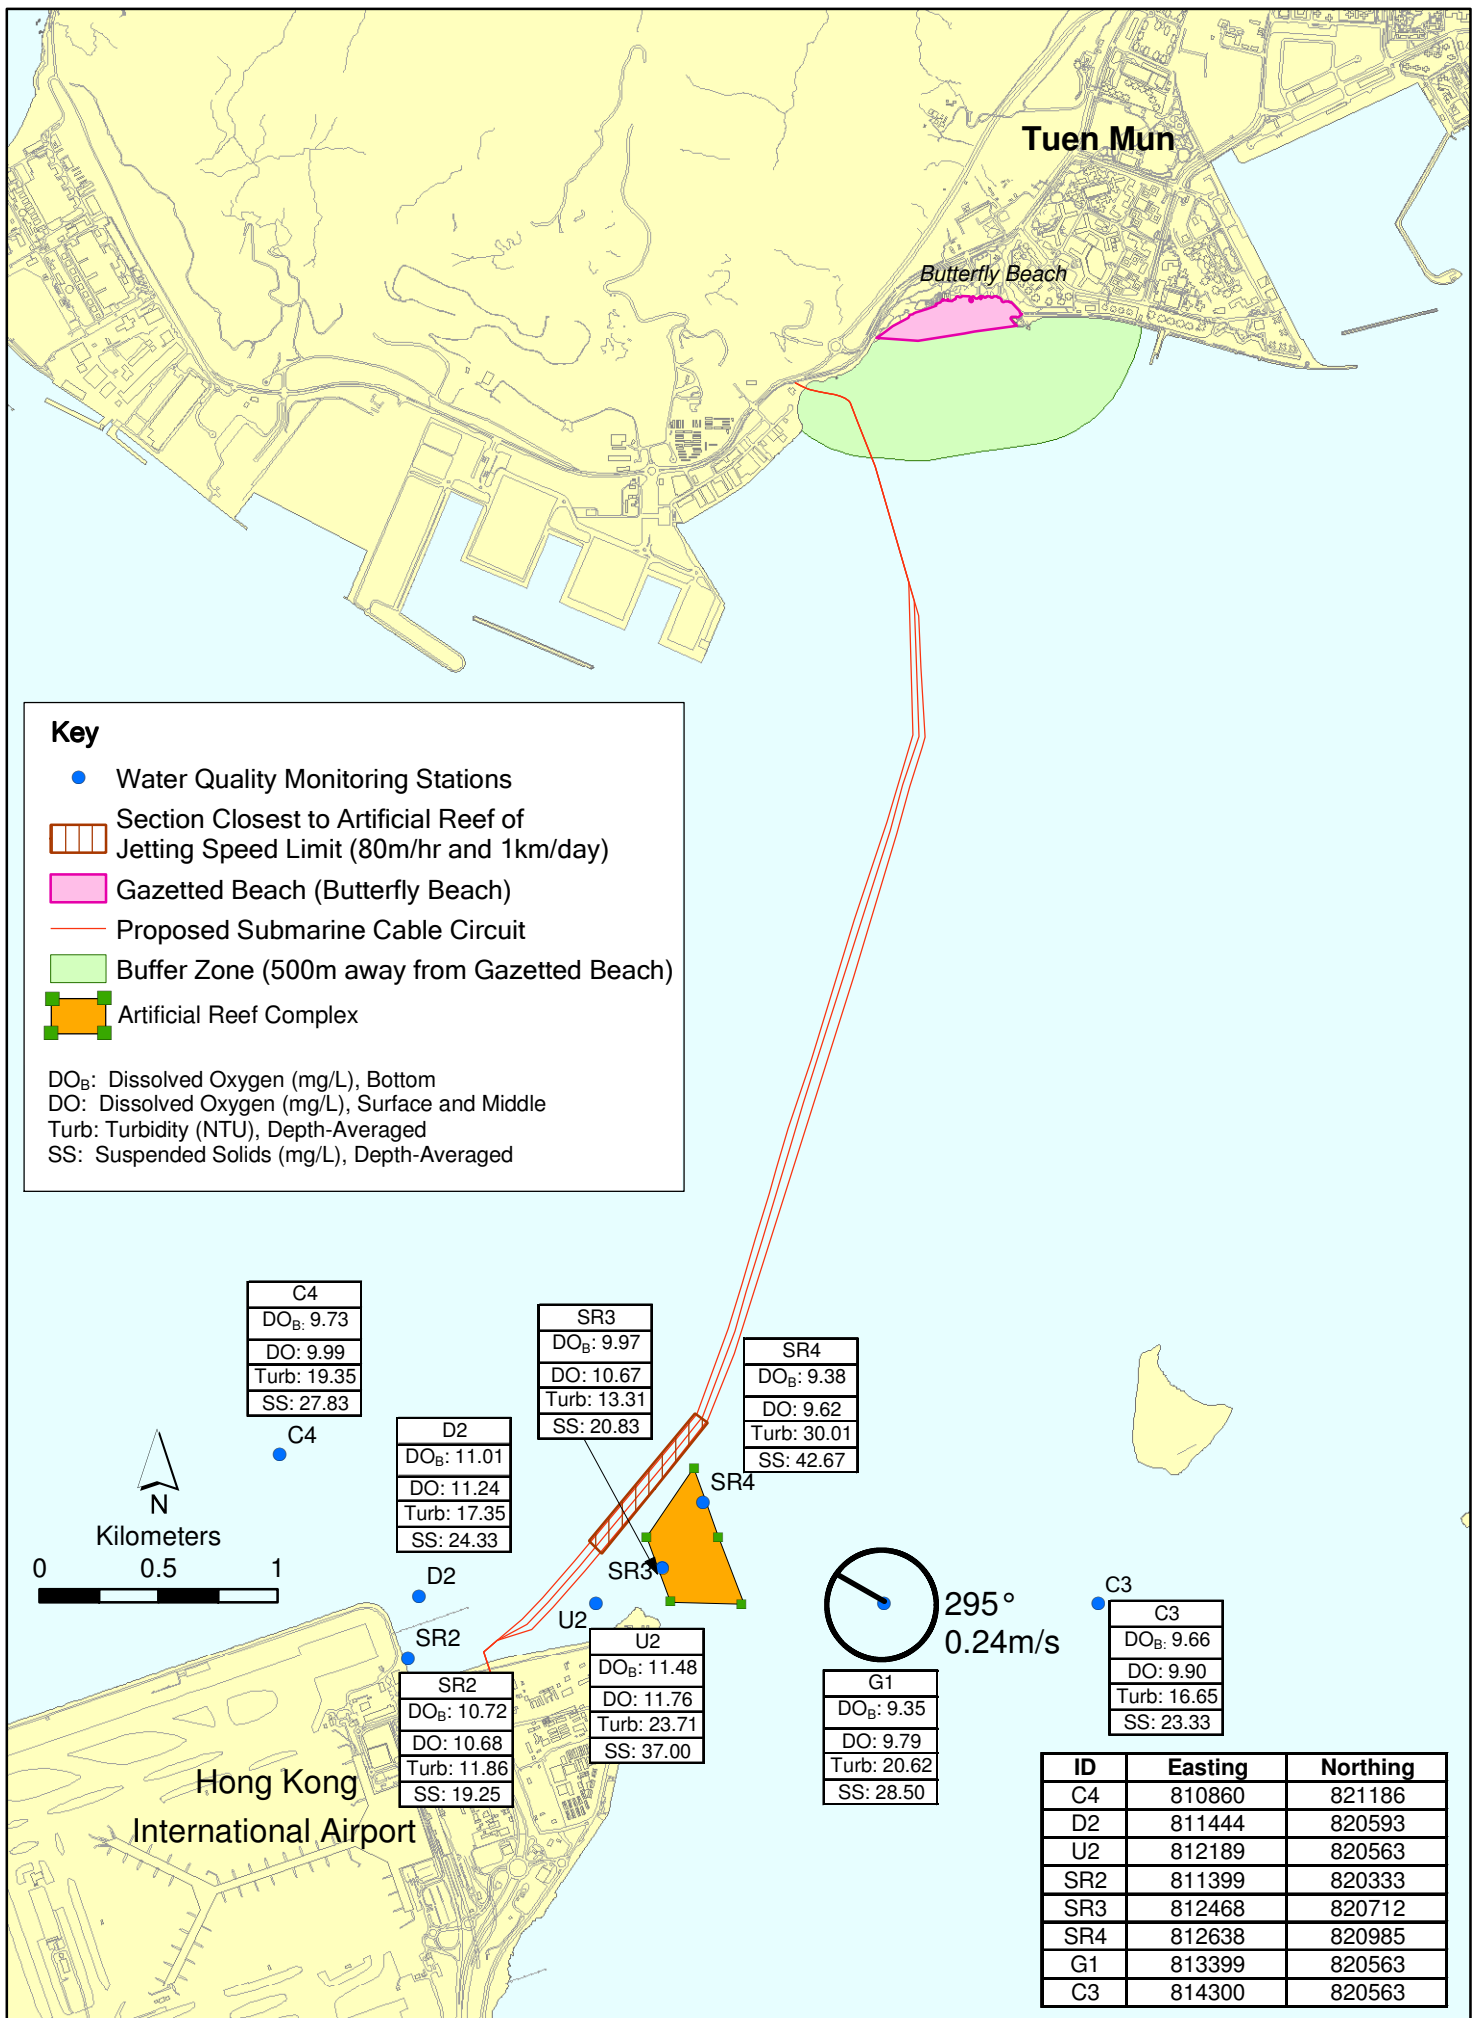 Tuen Mun
Butterfly Beach
Key
Water Quality Monitoring Stations
Section Closest to Artificial Reef of
Jetting Speed Limit (80m/hr and 1km/day)
Gazetted Beach (Butterfly Beach)
Proposed Submarine Cable Circuit
Buffer Zone (500m away from Gazetted Beach)
Artificial Reef Complex
DOB: Dissolved Oxygen (mg/L), Bottom
DO: Dissolved Oxygen (mg/L), Surface and Middle
Turb: Turbidity (NTU), Depth-Averaged
SS: Suspended Solids (mg/L), Depth-Averaged
C4
DOB: 9.73
DO: 9.99
Turb: 19.35
SS: 27.83
C4
SR3
DOB: 9.97
DO: 10.67
Turb: 13.31
SS: 20.83
SR4
DOB: 9.38
DO: 9.62
Turb: 30.01
SS: 42.67
D2
DOB: 11.01
DO: 11.24
Turb: 17.35
SS: 24.33
SR4
N
Kilometers
0 0.5 1
D2
SR3
U2
SR2
295°
0.24m/s
C3
C3
DOB: 9.66
DO: 9.90
Turb: 16.65
SS: 23.33
U2
DOB: 11.48
DO: 11.76
Turb: 23.71
SS: 37.00
SR2
DOB: 10.72
DO: 10.68
Turb: 11.86
SS: 19.25
G1
DOB: 9.35
DO: 9.79
Turb: 20.62
SS: 28.50
Hong Kong
International Airport
ID Easting Northing
C4 810860 821186
D2 811444 820593
U2 812189 820563
SR2 811399 820333
SR3 812468 820712
SR4 812638 820985
G1 813399 820563
C3 814300 820563